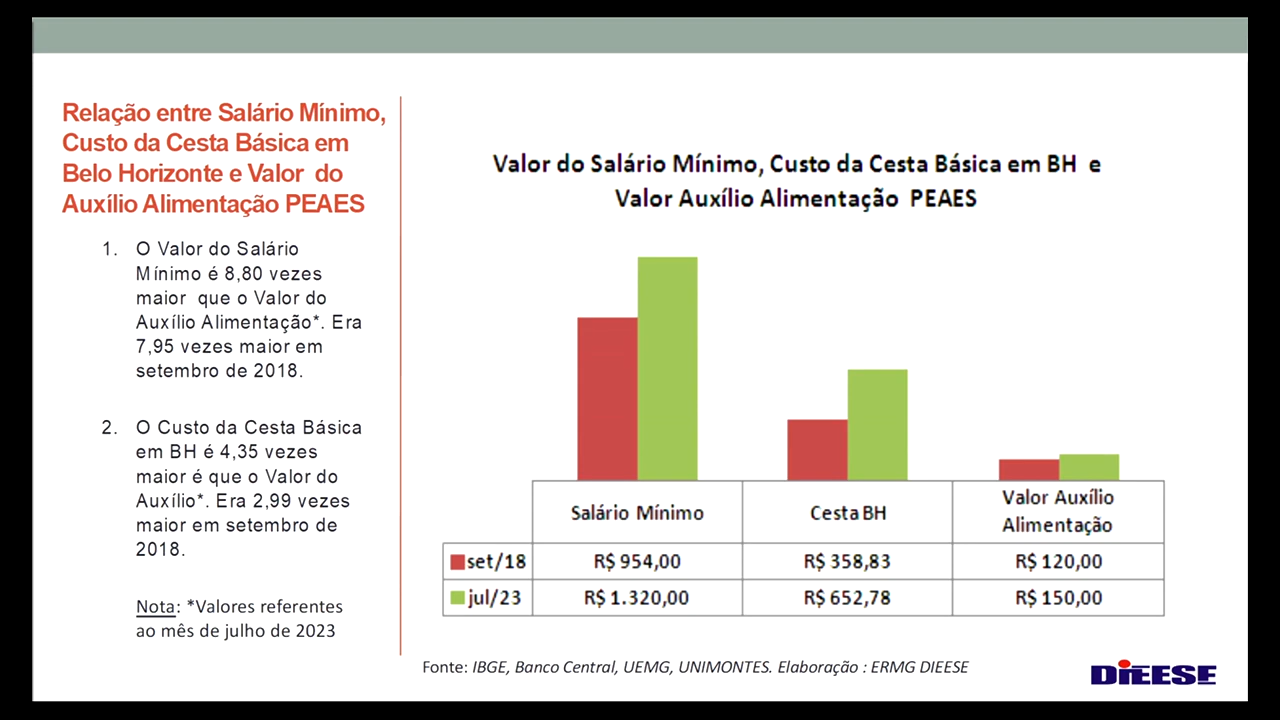 Relação entre Salário Mínimo,
Custo da Cesta Básica em
Belo Horizonte e Valor do
Auxílio Alimentação PEAES
1. O Valor do Salário
Mínimo é 8,80 vezes
maior que o Valor do
Auxílio Alimentação*. Era
7,95 vezes maior em
setembro de 2018.
2. O Custo da Cesta Básica
em BH é 4,35 vezes
maior é que o Valor do
Auxílio*. Era 2,99 vezes
maior em setembro de
2018.
Nota: *Valores referentes
ao mês de julho de 2023
Valor do Salário Mínimo, Custo da Cesta Básica em BH e
Valor Auxílio Alimentação PEAES
Salário Mínimo Cesta BH Valor Auxílio
Alimentação
set/18 R$ 954,00 R$ 358,83 R$ 120,00
jul/23 R$ 1.320,00 R$ 652,78 R$ 150,00
Fonte: IBGE, Banco Central, UEMG, UNIMONTES. Elaboração : ERMG DIEESE
DIEESE